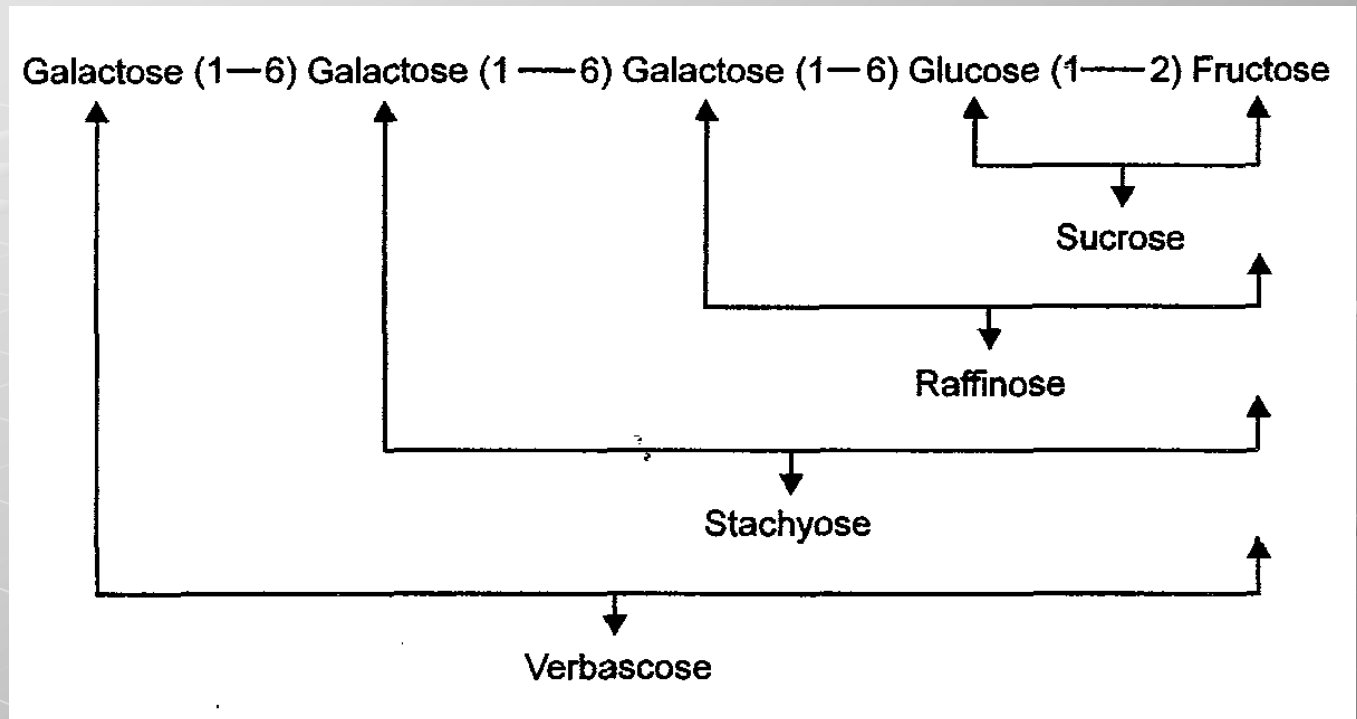 Galactose (1—6) Galactose (1 —6) Galactose (1—6) Glucose (1—2) Fructose
Sucrose
Raffinose
Stachyose
Verbascose